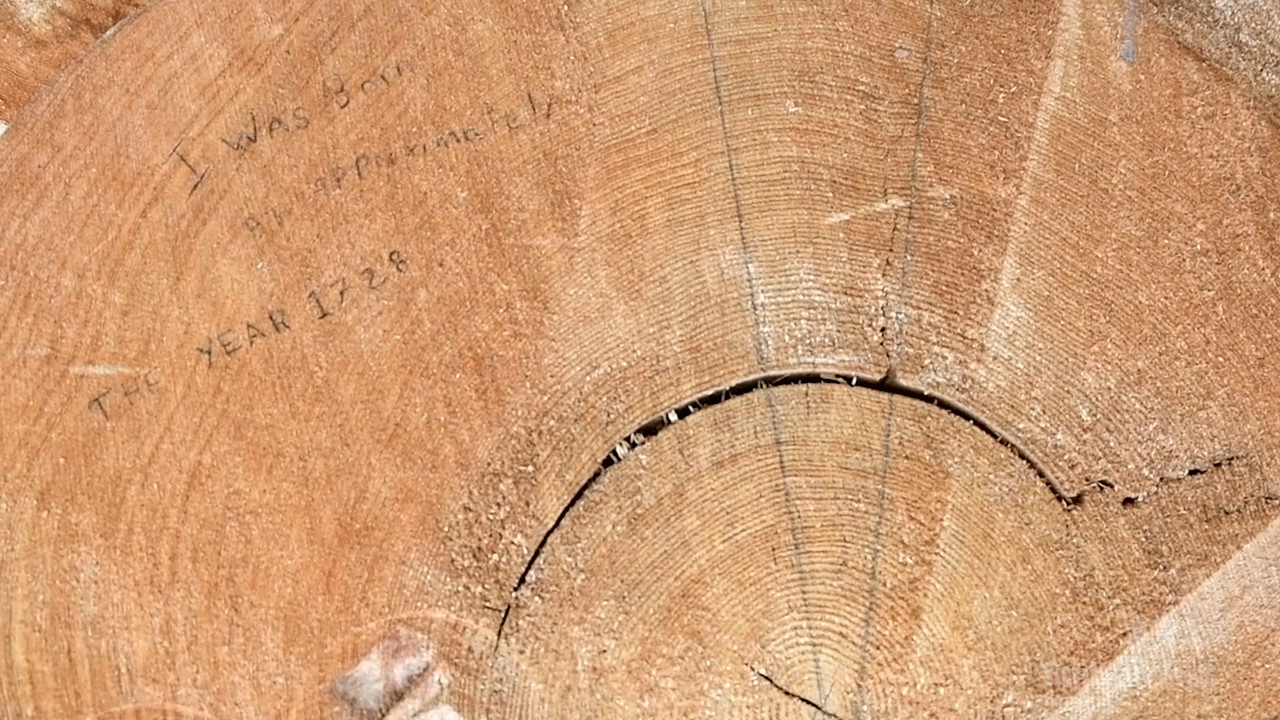 I WAS Born
at approximately
THE YEAR 1728